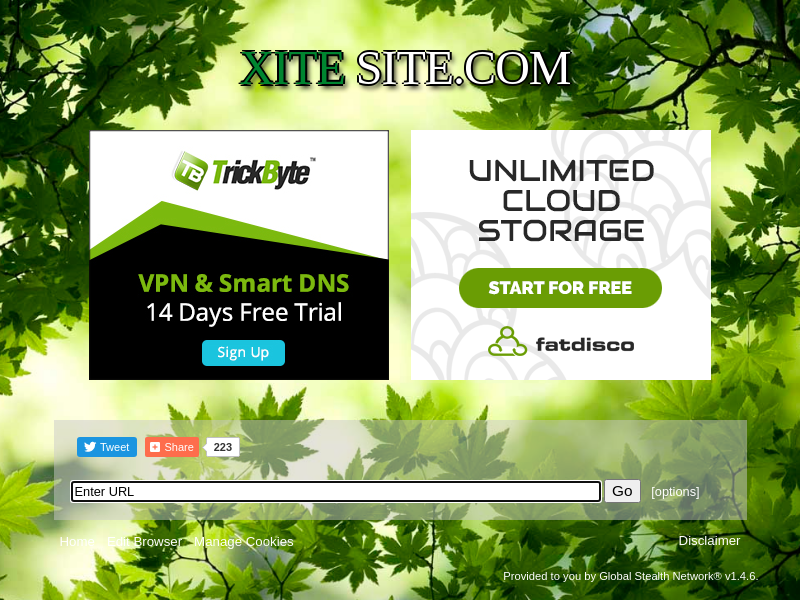 XITE SITE.COM
TB TrickByte™
VPN & Smart DNS
14 Days Free Trial
Sign Up
UNLIMITED
CLOUD
STORAGE
START FOR FREE
fatdisco
Tweet Share 223
Enter URL Go [options]
Home Edit Browser Manage Cookies Disclaimer
Provided to you by Global Stealth Network® v1.4.6.